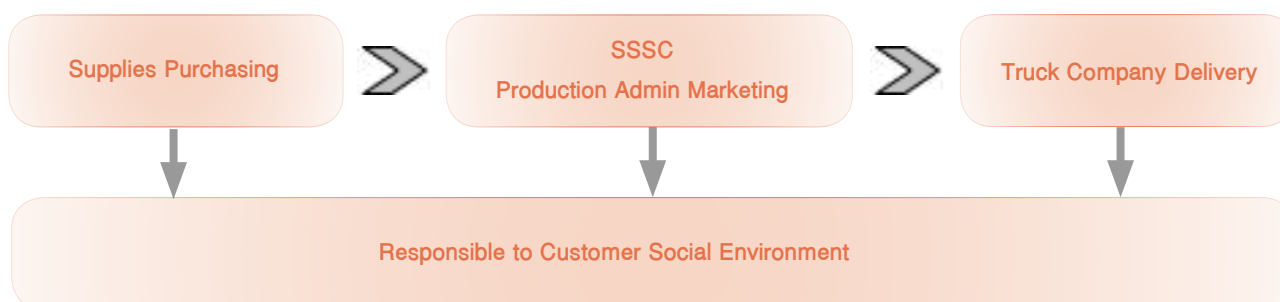 Supplies Purchasing
SSSC
Production Admin Marketing
Truck Company Delivery
Responsible to Customer Social Environment